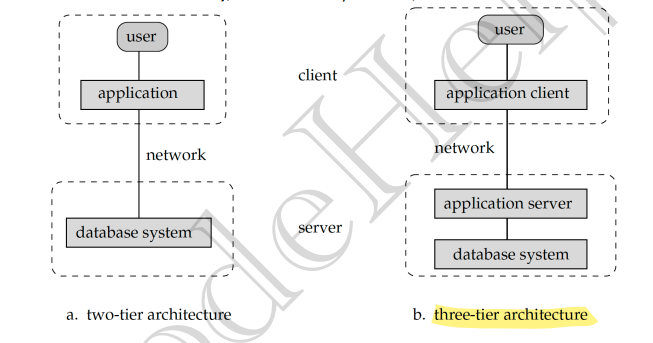 user
application
network
database system
a. two-tier architecture
client
server
user
application client
network
application server
database system
b. three-tier architecture